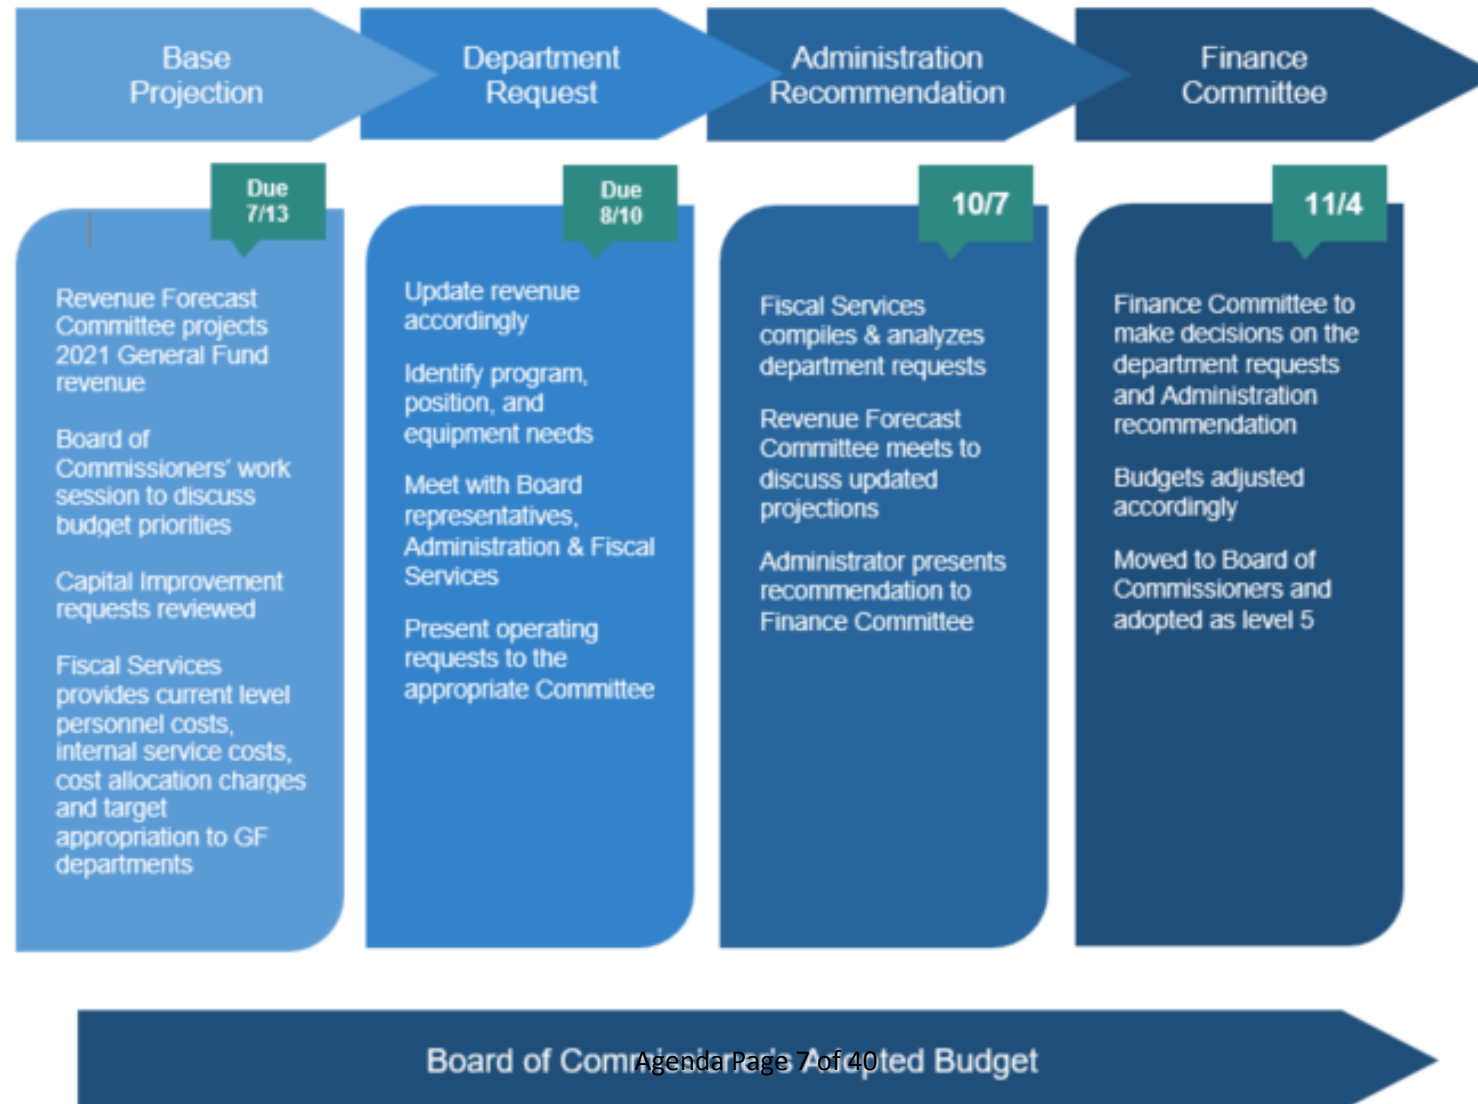 Base
Projection
Department
Request
Administration
Recommendation
Finance
Committee
Due
7/13
Revenue Forecast
Committee projects
2021 General Fund
revenue
Board of
Commissioners' work
session to discuss
budget priorities
Capital Improvement
requests reviewed
Fiscal Services
provides current level
personnel costs,
internal service costs,
cost allocation charges
and target
appropriation to GF
departments
Due
8/10
Update revenue
accordingly
Identify program,
position, and
equipment needs
Meet with Board
representatives,
Administration & Fiscal
Services
Present operating
requests to the
appropriate Committee
10/7
Fiscal Services
compiles & analyzes
department requests
Revenue Forecast
Committee meets to
discuss updated
projections
Administrator presents
recommendation to
Finance Committee
11/4
Finance Committee to
make decisions on the
department requests
and Administration
recommendation
Budgets adjusted
accordingly
Moved to Board of
Commissioners and
adopted as level 5
Board of Adopted Budget
Agenda Page 7 of 40